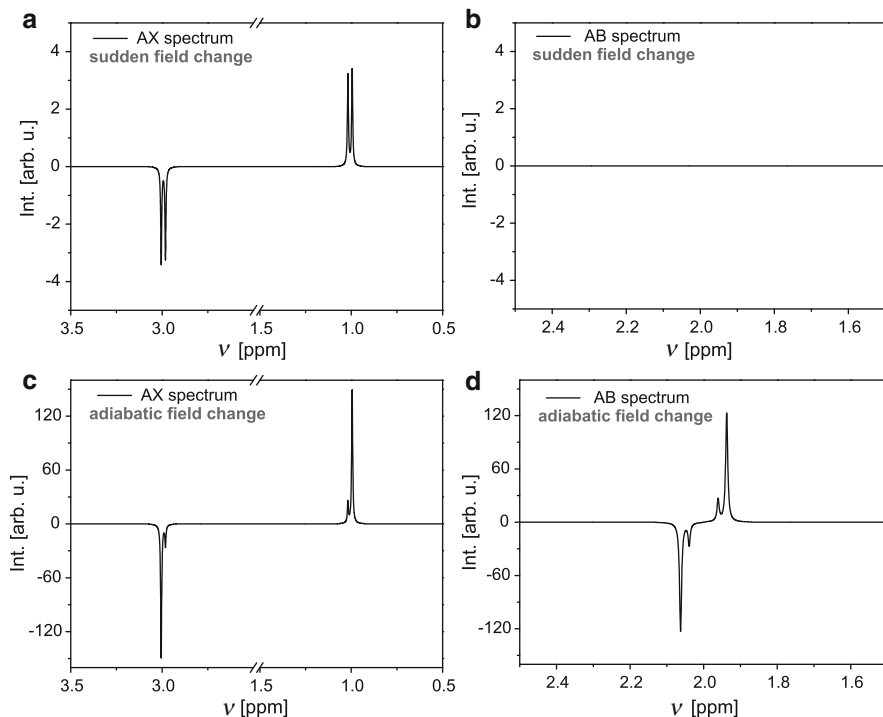 a
AX spectrum
sudden field change
Int. [arb. u.]
4
2
0
-2
-4
3.5 3.0 2.5 1.0 0.5
ν [ppm]
b
AB spectrum
sudden field change
Int. [arb. u.]
4
2
0
-2
-4
2.4 2.2 2.0 1.8 1.6
ν [ppm]
c
AX spectrum
adiabatic field change
Int. [arb. u.]
120
60
0
-60
-120
3.5 3.0 2.5 1.0 0.5
ν [ppm]
d
AB spectrum
adiabatic field change
Int. [arb. u.]
120
60
0
-60
-120
2.4 2.2 2.0 1.8 1.6
ν [ppm]